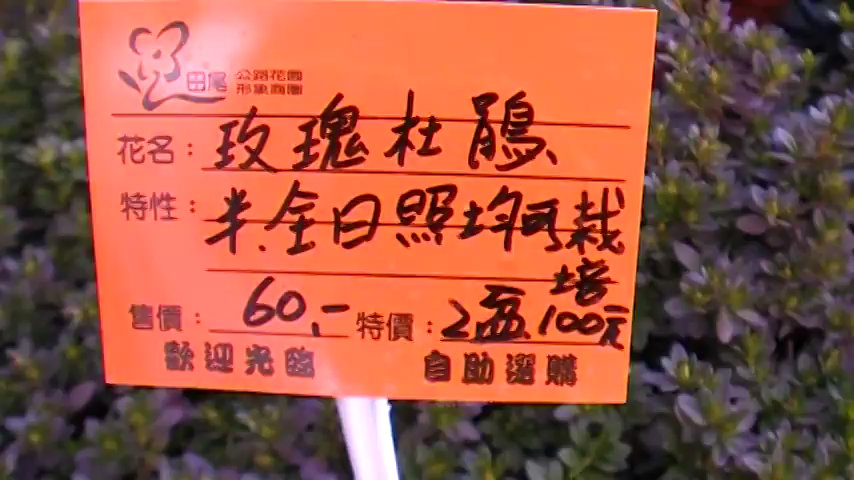 田尾
公路花園
形象商圈
花名：玫瑰杜鵑
特性：半、全日照均可栽
培
售價：60.- 特價：2盆100元
歡迎光臨 自助選購